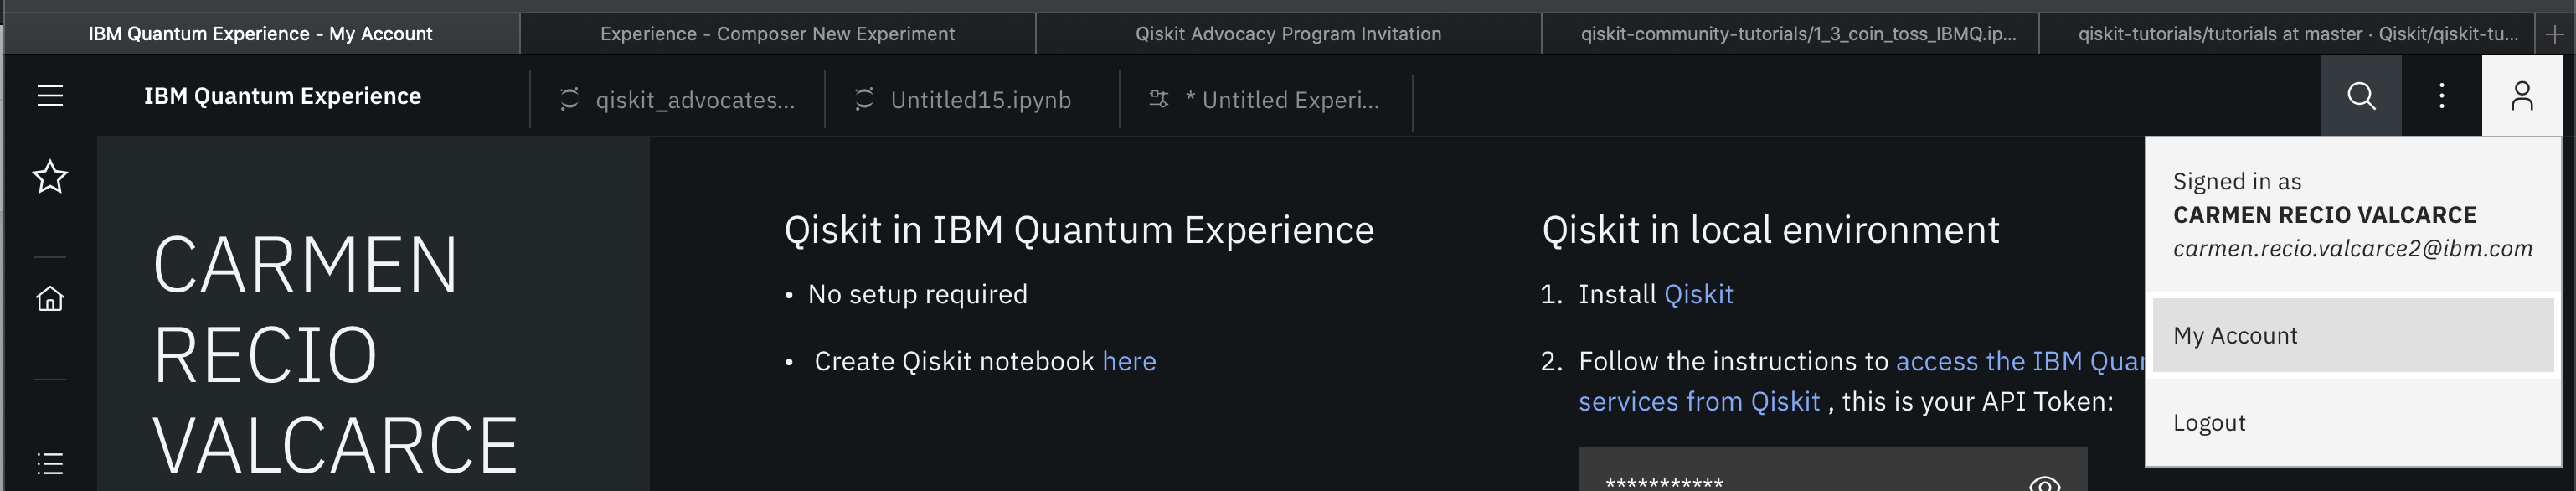 IBM Quantum Experience - My Account
Experience - Composer New Experiment
Qiskit Advocacy Program Invitation
qiskit-community-tutorials/1_3_coin_toss_IBMQ.ip...
qiskit-tutorials/tutorials at master · Qiskit/qiskit-tu...
IBM Quantum Experience
qiskit_advocates...
Untitled15.ipynb
* Untitled Experi...
CARMEN
RECIO
VALCARCE
Qiskit in IBM Quantum Experience
• No setup required
• Create Qiskit notebook here
Qiskit in local environment
1. Install Qiskit
2. Follow the instructions to access the IBM Quan
services from Qiskit , this is your API Token:
***********
Signed in as
CARMEN RECIO VALCARCE
carmen.recio.valcarce2@ibm.com
My Account
Logout